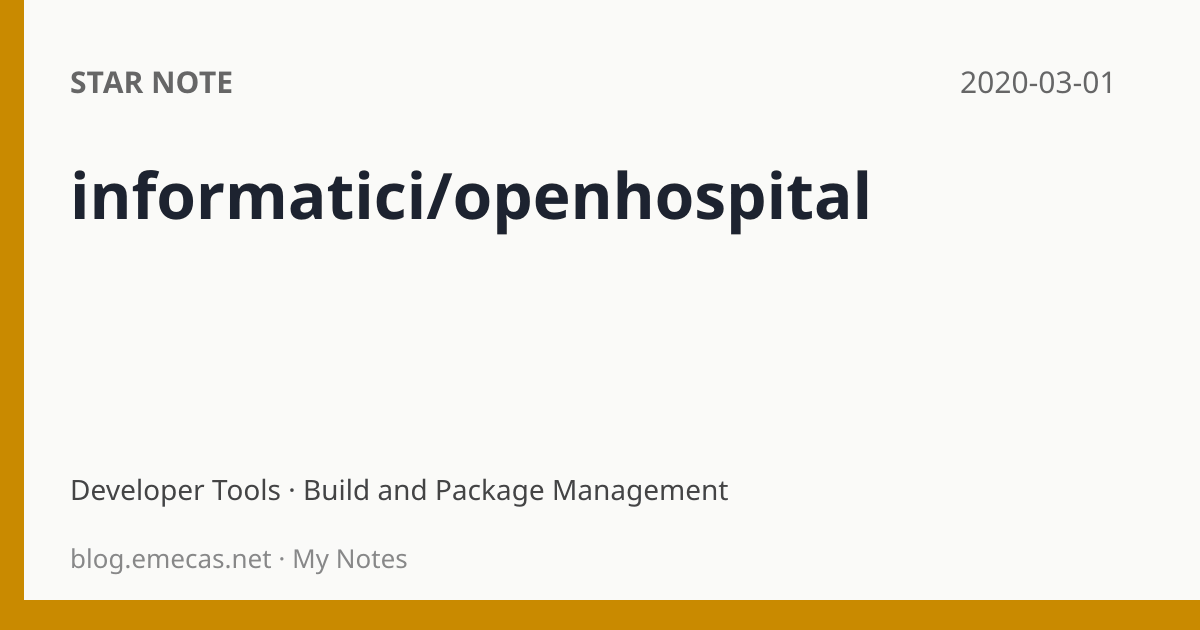 STAR NOTE
2020-03-01
informatici/openhospital
Developer Tools · Build and Package Management
blog.emecas.net · My Notes